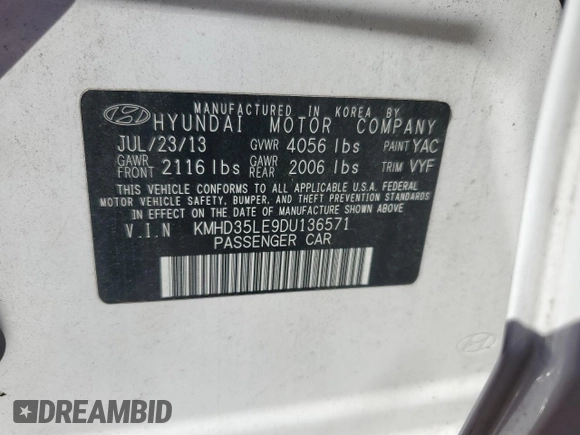 MANUFACTURED IN KOREA BY
HYUNDAI MOTOR COMPANY
JUL/23/13 GVWR 4056 lbs PAINT YAC
GAWR FRONT 2116 lbs GAWR REAR 2006 lbs TRIM VYF
THIS VEHICLE CONFORMS TO ALL APPLICABLE U.S.A. FEDERAL
MOTOR VEHICLE SAFETY, BUMPER, AND THEFT PREVENTION STANDARDS
IN EFFECT ON THE DATE OF MANUFACTURE SHOWN ABOVE.
V.I.N KMHD35LE9DU136571
PASSENGER CAR
DREAMBID